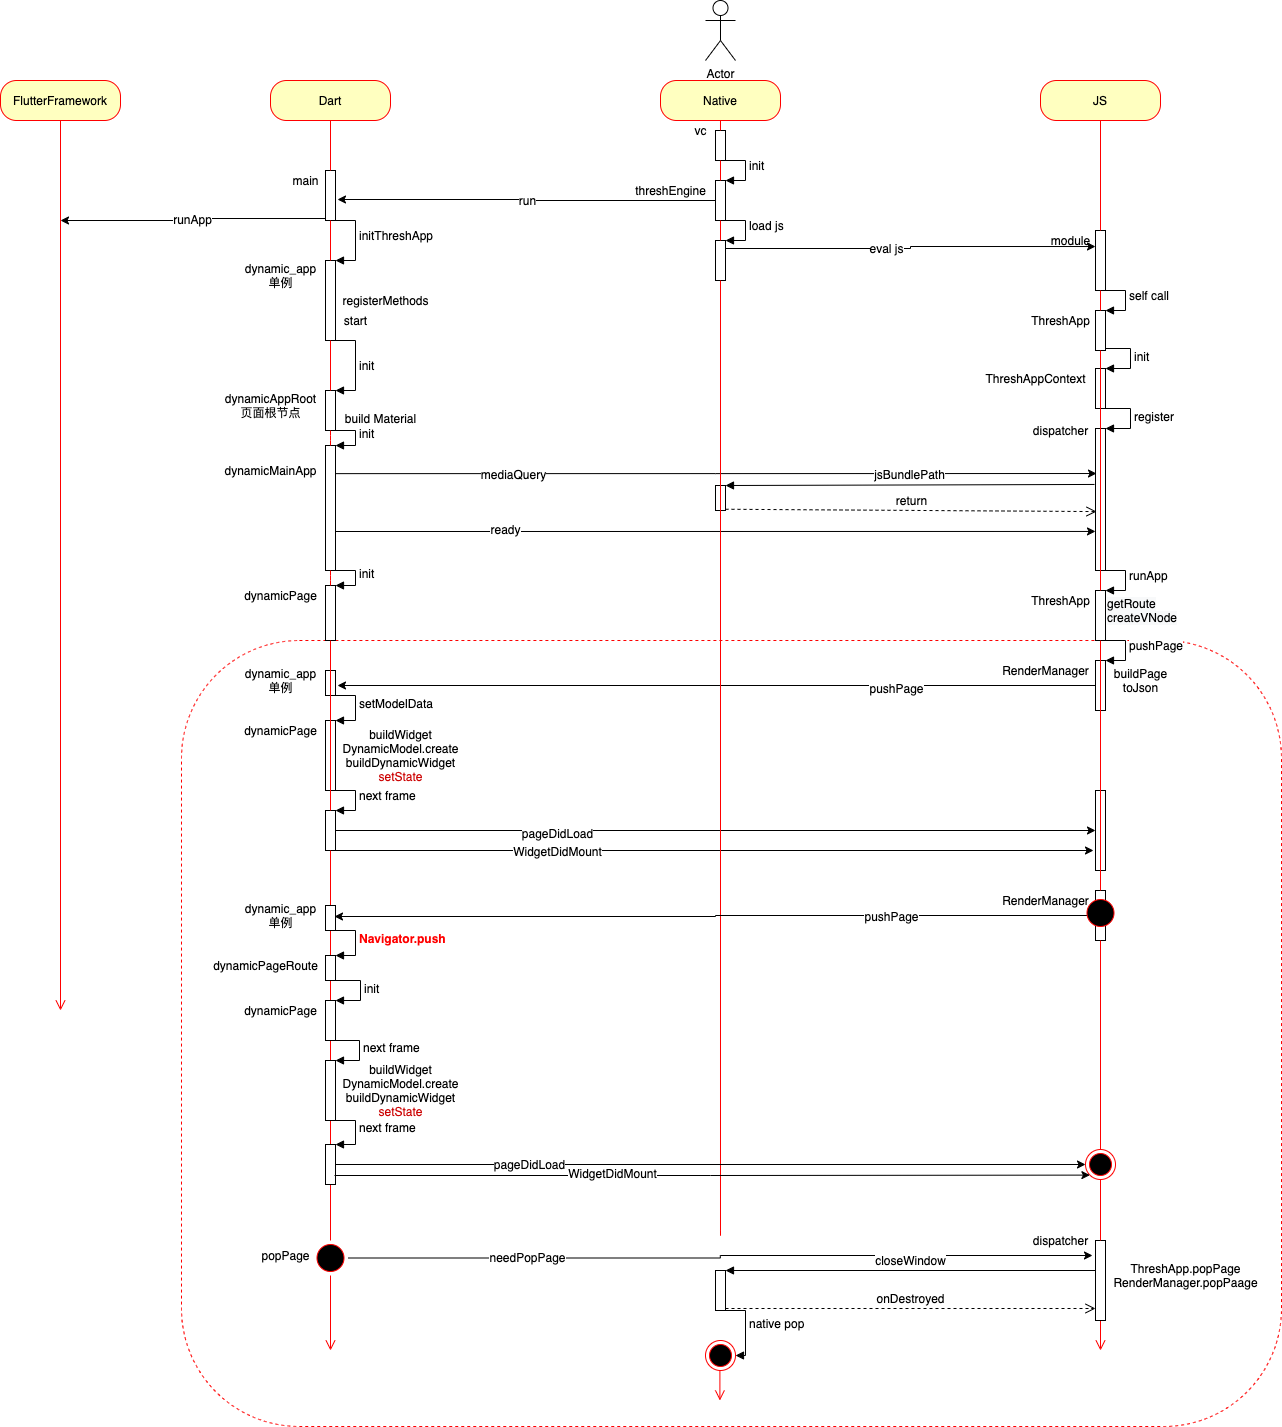 Actor
FlutterFramework
Dart
Native
JS
vc
init
main
threshEngine
run
runApp
load js
initThreshApp
module
eval js
dynamic_app
单例
self call
registerMethods
start
ThreshApp
init
init
ThreshAppContext
dynamicAppRoot
页面根节点
build Material
register
init
dispatcher
dynamicMainApp
mediaQuery
jsBundlePath
return
ready
init
runApp
dynamicPage
ThreshApp
getRoute
createVNode
pushPage
dynamic_app
单例
RenderManager
buildPage
toJson
pushPage
setModelData
dynamicPage
buildWidget
DynamicModel.create
buildDynamicWidget
setState
next frame
pageDidLoad
WidgetDidMount
RenderManager
dynamic_app
单例
pushPage
Navigator.push
dynamicPageRoute
init
dynamicPage
next frame
buildWidget
DynamicModel.create
buildDynamicWidget
setState
next frame
pageDidLoad
WidgetDidMount
dispatcher
popPage
needPopPage
closeWindow
ThreshApp.popPage
RenderManager.popPaage
onDestroyed
native pop